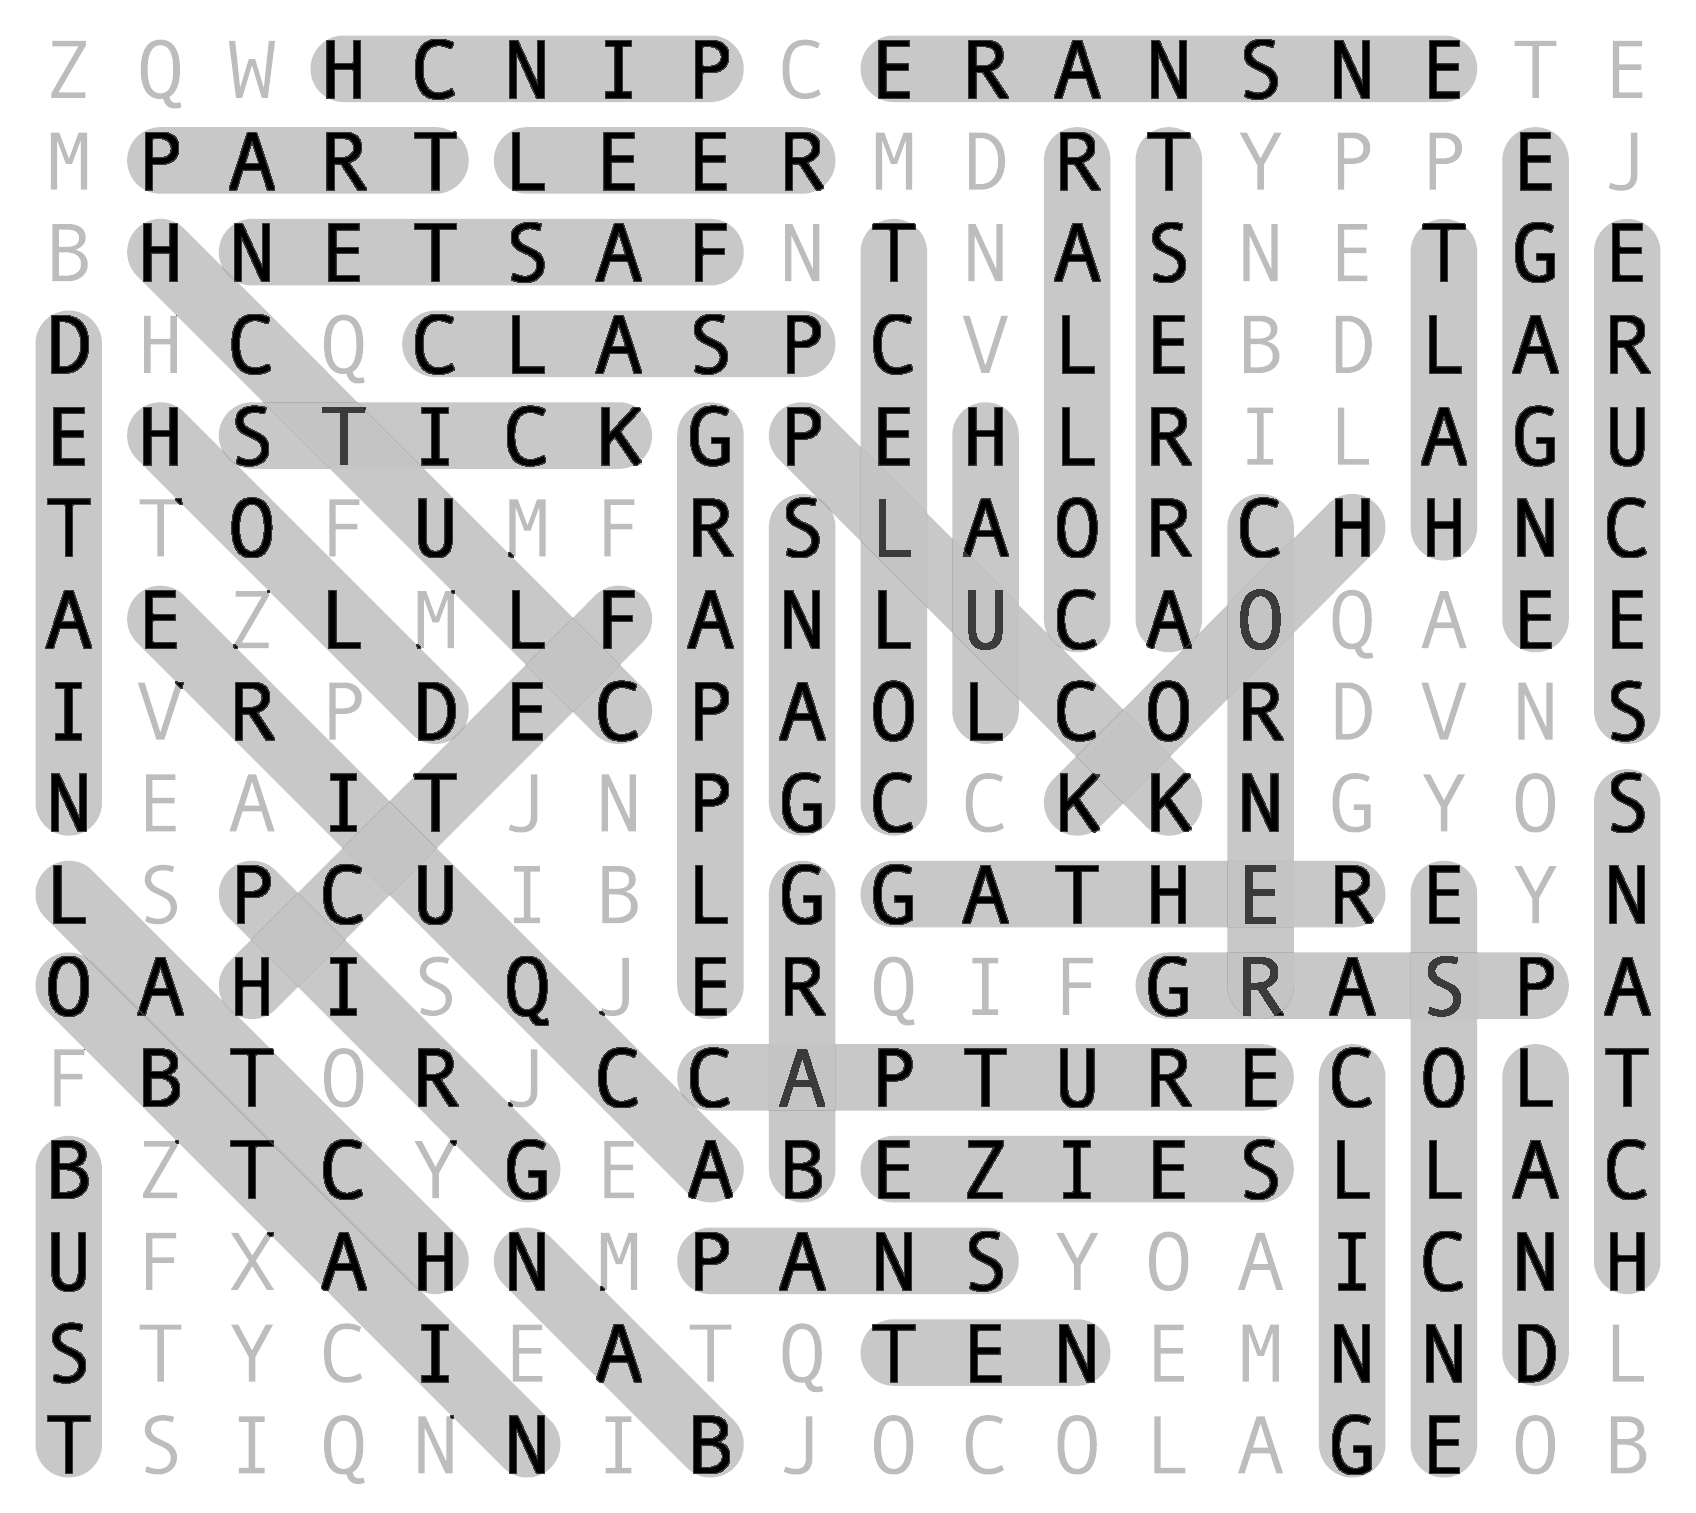 Z Q W H C N I P C E R A N S N E T E
M P A R T L E E R M D R T Y P P E J
B H N E T S A F N T N A S N E T G E
D H C Q C L A S P C V L E B D L A R
E H S T I C K G P E H L R I L A G U
T T O F U M F R S L A O R C H H N C
A E Z L M L F A N L U C A O Q A E E
I V R P D E C P A O L C O R D V N S
N E A I T J N P G C C K K N G Y O S
L S P C U I B L G G A T H E R E Y N
O A H I S Q J E R Q I F G R A S P A
F B T O R J C C A P T U R E C O L T
B Z T C Y G E A B E Z I E S L L A C
U F X A H N M P A N S Y O A I C N H
S T Y C I E A T Q T E N E M N N D L
T S I Q N N I B J O C O L A G E O B